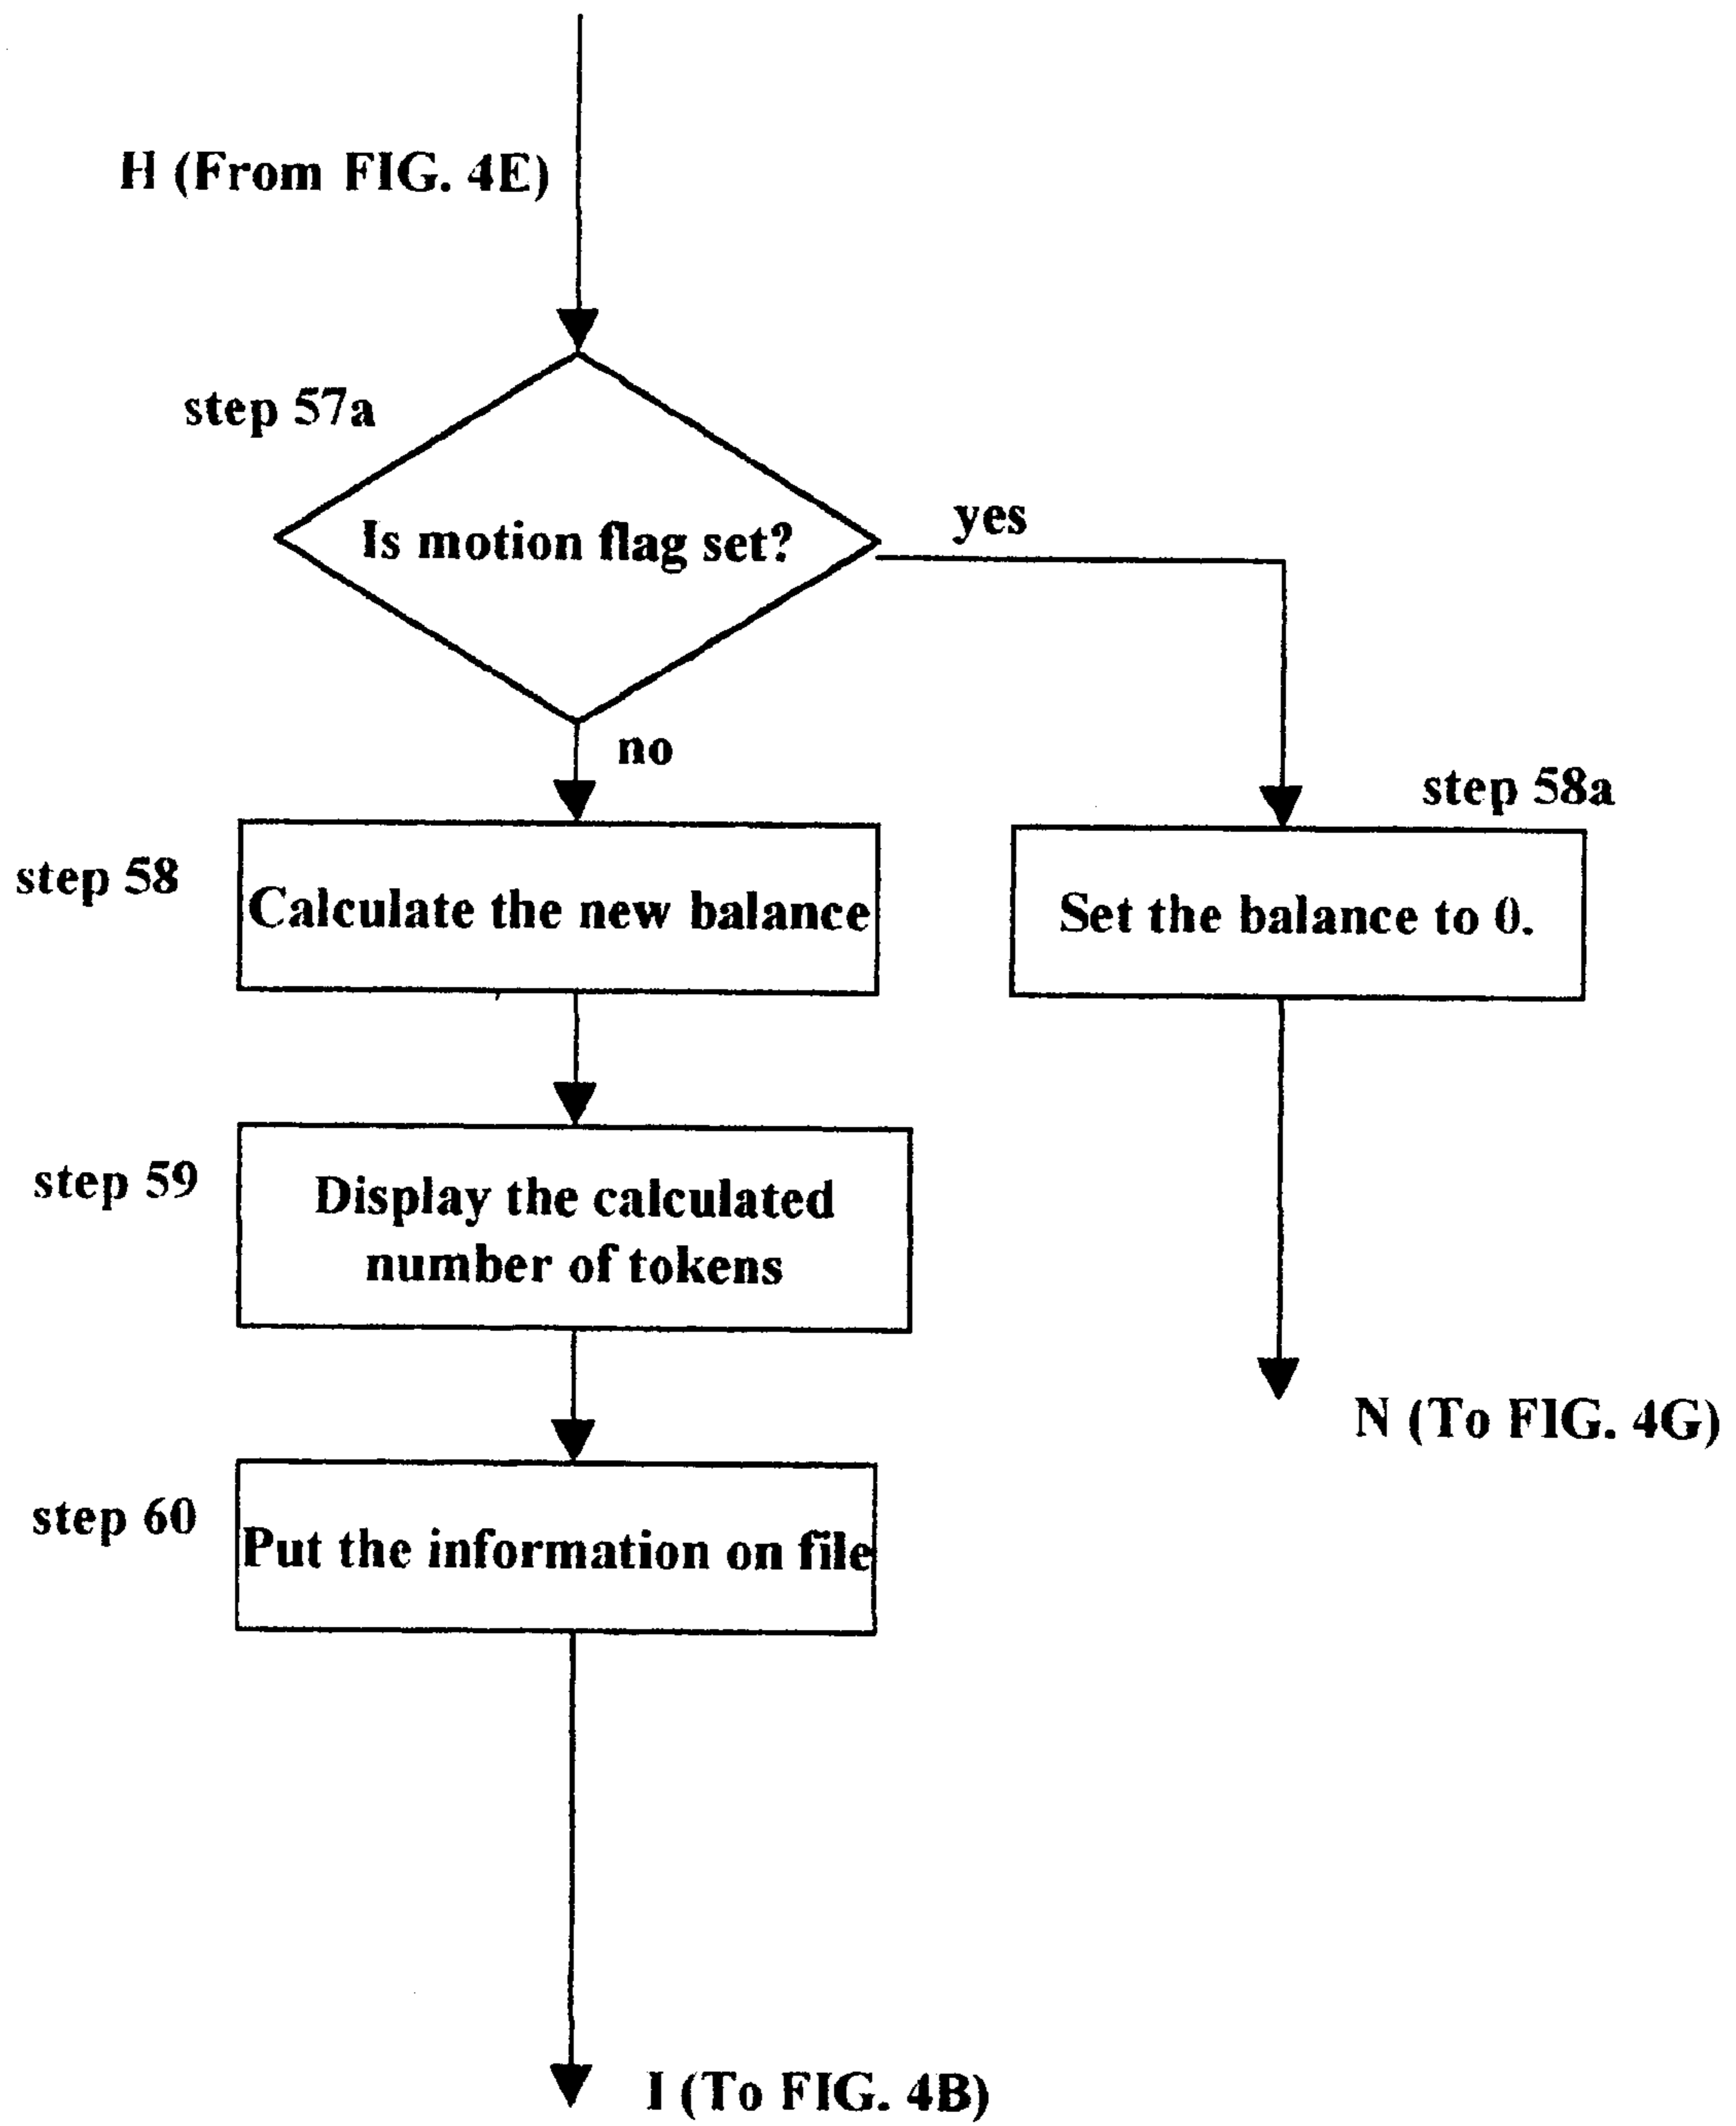 H (From FIG. 4E)
step 57a
Is motion flag set?
yes
no
step 58a
step 58
Calculate the new balance
Set the balance to 0.
step 59
Display the calculated
number of tokens
N (To FIG. 4G)
step 60
Put the information on file
I (To FIG. 4B)